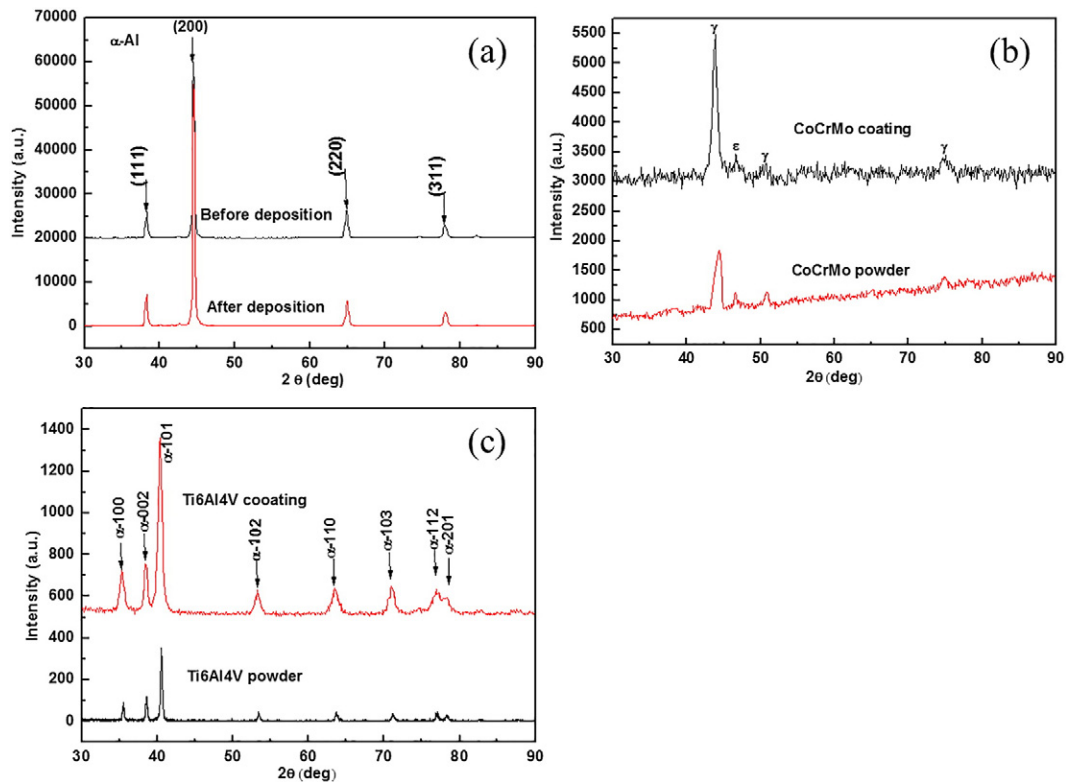 (a)
α-Al
(200)
(111)
(220)
(311)
Before deposition
After deposition
70000
60000
50000
40000
30000
20000
10000
0
Intensity (a.u.)
30 40 50 60 70 80 90
2 θ (deg)
(b)
γ
CoCrMo coating
ε
γ
γ
CoCrMo powder
5500
5000
4500
4000
3500
3000
2500
2000
1500
1000
500
Intensity (a.u.)
30 40 50 60 70 80 90
2θ (deg)
(c)
α-100
α-002
α-101
Ti6Al4V cooating
α-102
α-110
α-103
α-112
α-201
Ti6Al4V powder
1400
1200
1000
800
600
400
200
0
Intensity (a.u.)
30 40 50 60 70 80 90
2θ (deg)